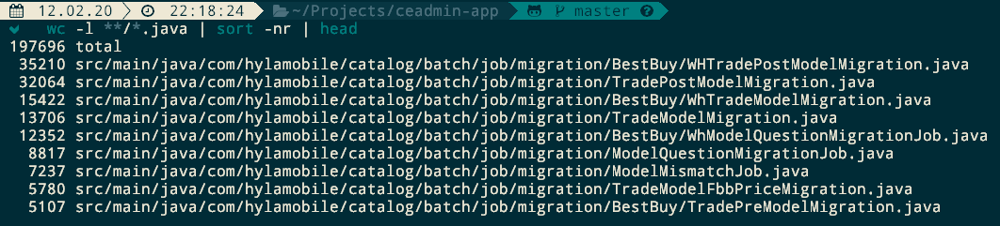 12.02.20 22:18:24 ~/Projects/ceadmin-app master ?
wc -l **/*.java | sort -nr | head
197696 total
35210 src/main/java/com/hylamobile/catalog/batch/job/migration/BestBuy/WHTradePostModelMigration.java
32064 src/main/java/com/hylamobile/catalog/batch/job/migration/TradePostModelMigration.java
15422 src/main/java/com/hylamobile/catalog/batch/job/migration/BestBuy/WhTradeModelMigration.java
13706 src/main/java/com/hylamobile/catalog/batch/job/migration/TradeModelMigration.java
12352 src/main/java/com/hylamobile/catalog/batch/job/migration/BestBuy/WhModelQuestionMigrationJob.java
8817 src/main/java/com/hylamobile/catalog/batch/job/migration/ModelQuestionMigrationJob.java
7237 src/main/java/com/hylamobile/catalog/batch/job/migration/ModelMismatchJob.java
5780 src/main/java/com/hylamobile/catalog/batch/job/migration/TradeModelFbbPriceMigration.java
5107 src/main/java/com/hylamobile/catalog/batch/job/migration/BestBuy/TradePreModelMigration.java